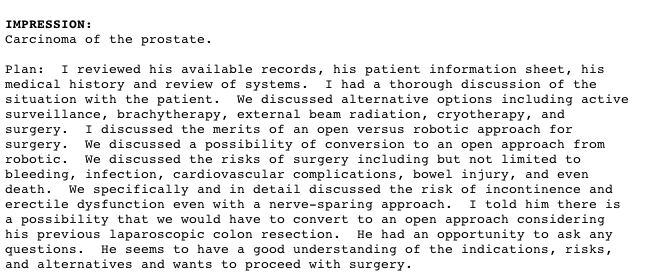 IMPRESSION:
Carcinoma of the prostate.
Plan:  I reviewed his available records, his patient information sheet, his
medical history and review of systems.  I had a thorough discussion of the
situation with the patient.  We discussed alternative options including active
surveillance, brachytherapy, external beam radiation, cryotherapy, and
surgery.  I discussed the merits of an open versus robotic approach for
surgery.  We discussed a possibility of conversion to an open approach from
robotic.  We discussed the risks of surgery including but not limited to
bleeding, infection, cardiovascular complications, bowel injury, and even
death.  We specifically and in detail discussed the risk of incontinence and
erectile dysfunction even with a nerve-sparing approach.  I told him there is
a possibility that we would have to convert to an open approach considering
his previous laparoscopic colon resection.  He had an opportunity to ask any
questions.  He seems to have a good understanding of the indications, risks,
and alternatives and wants to proceed with surgery.